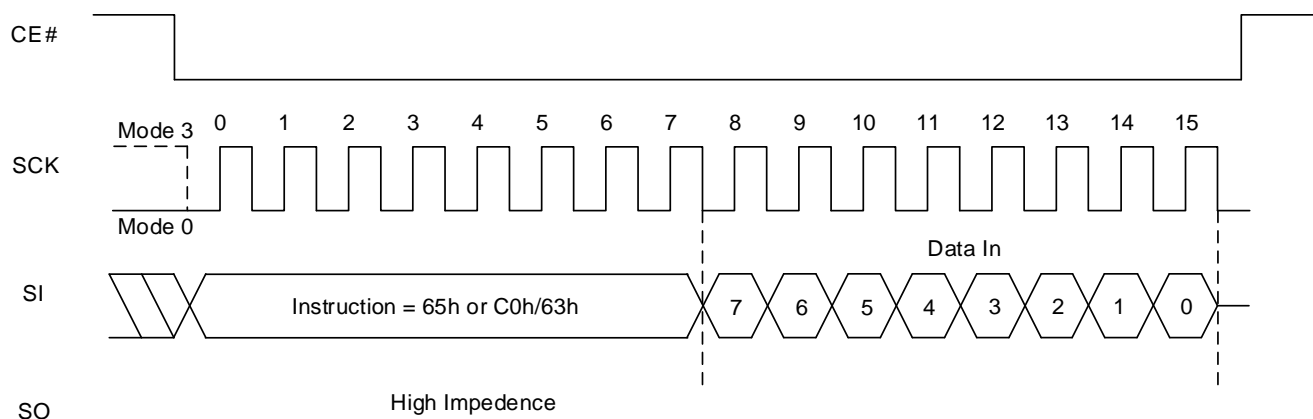 CE#
0 1 2 3 4 5 6 7 8 9 10 11 12 13 14 15
Mode 3
SCK
Mode 0
Data In
SI
Instruction = 65h or C0h/63h
7 6 5 4 3 2 1 0
High Impedence
SO